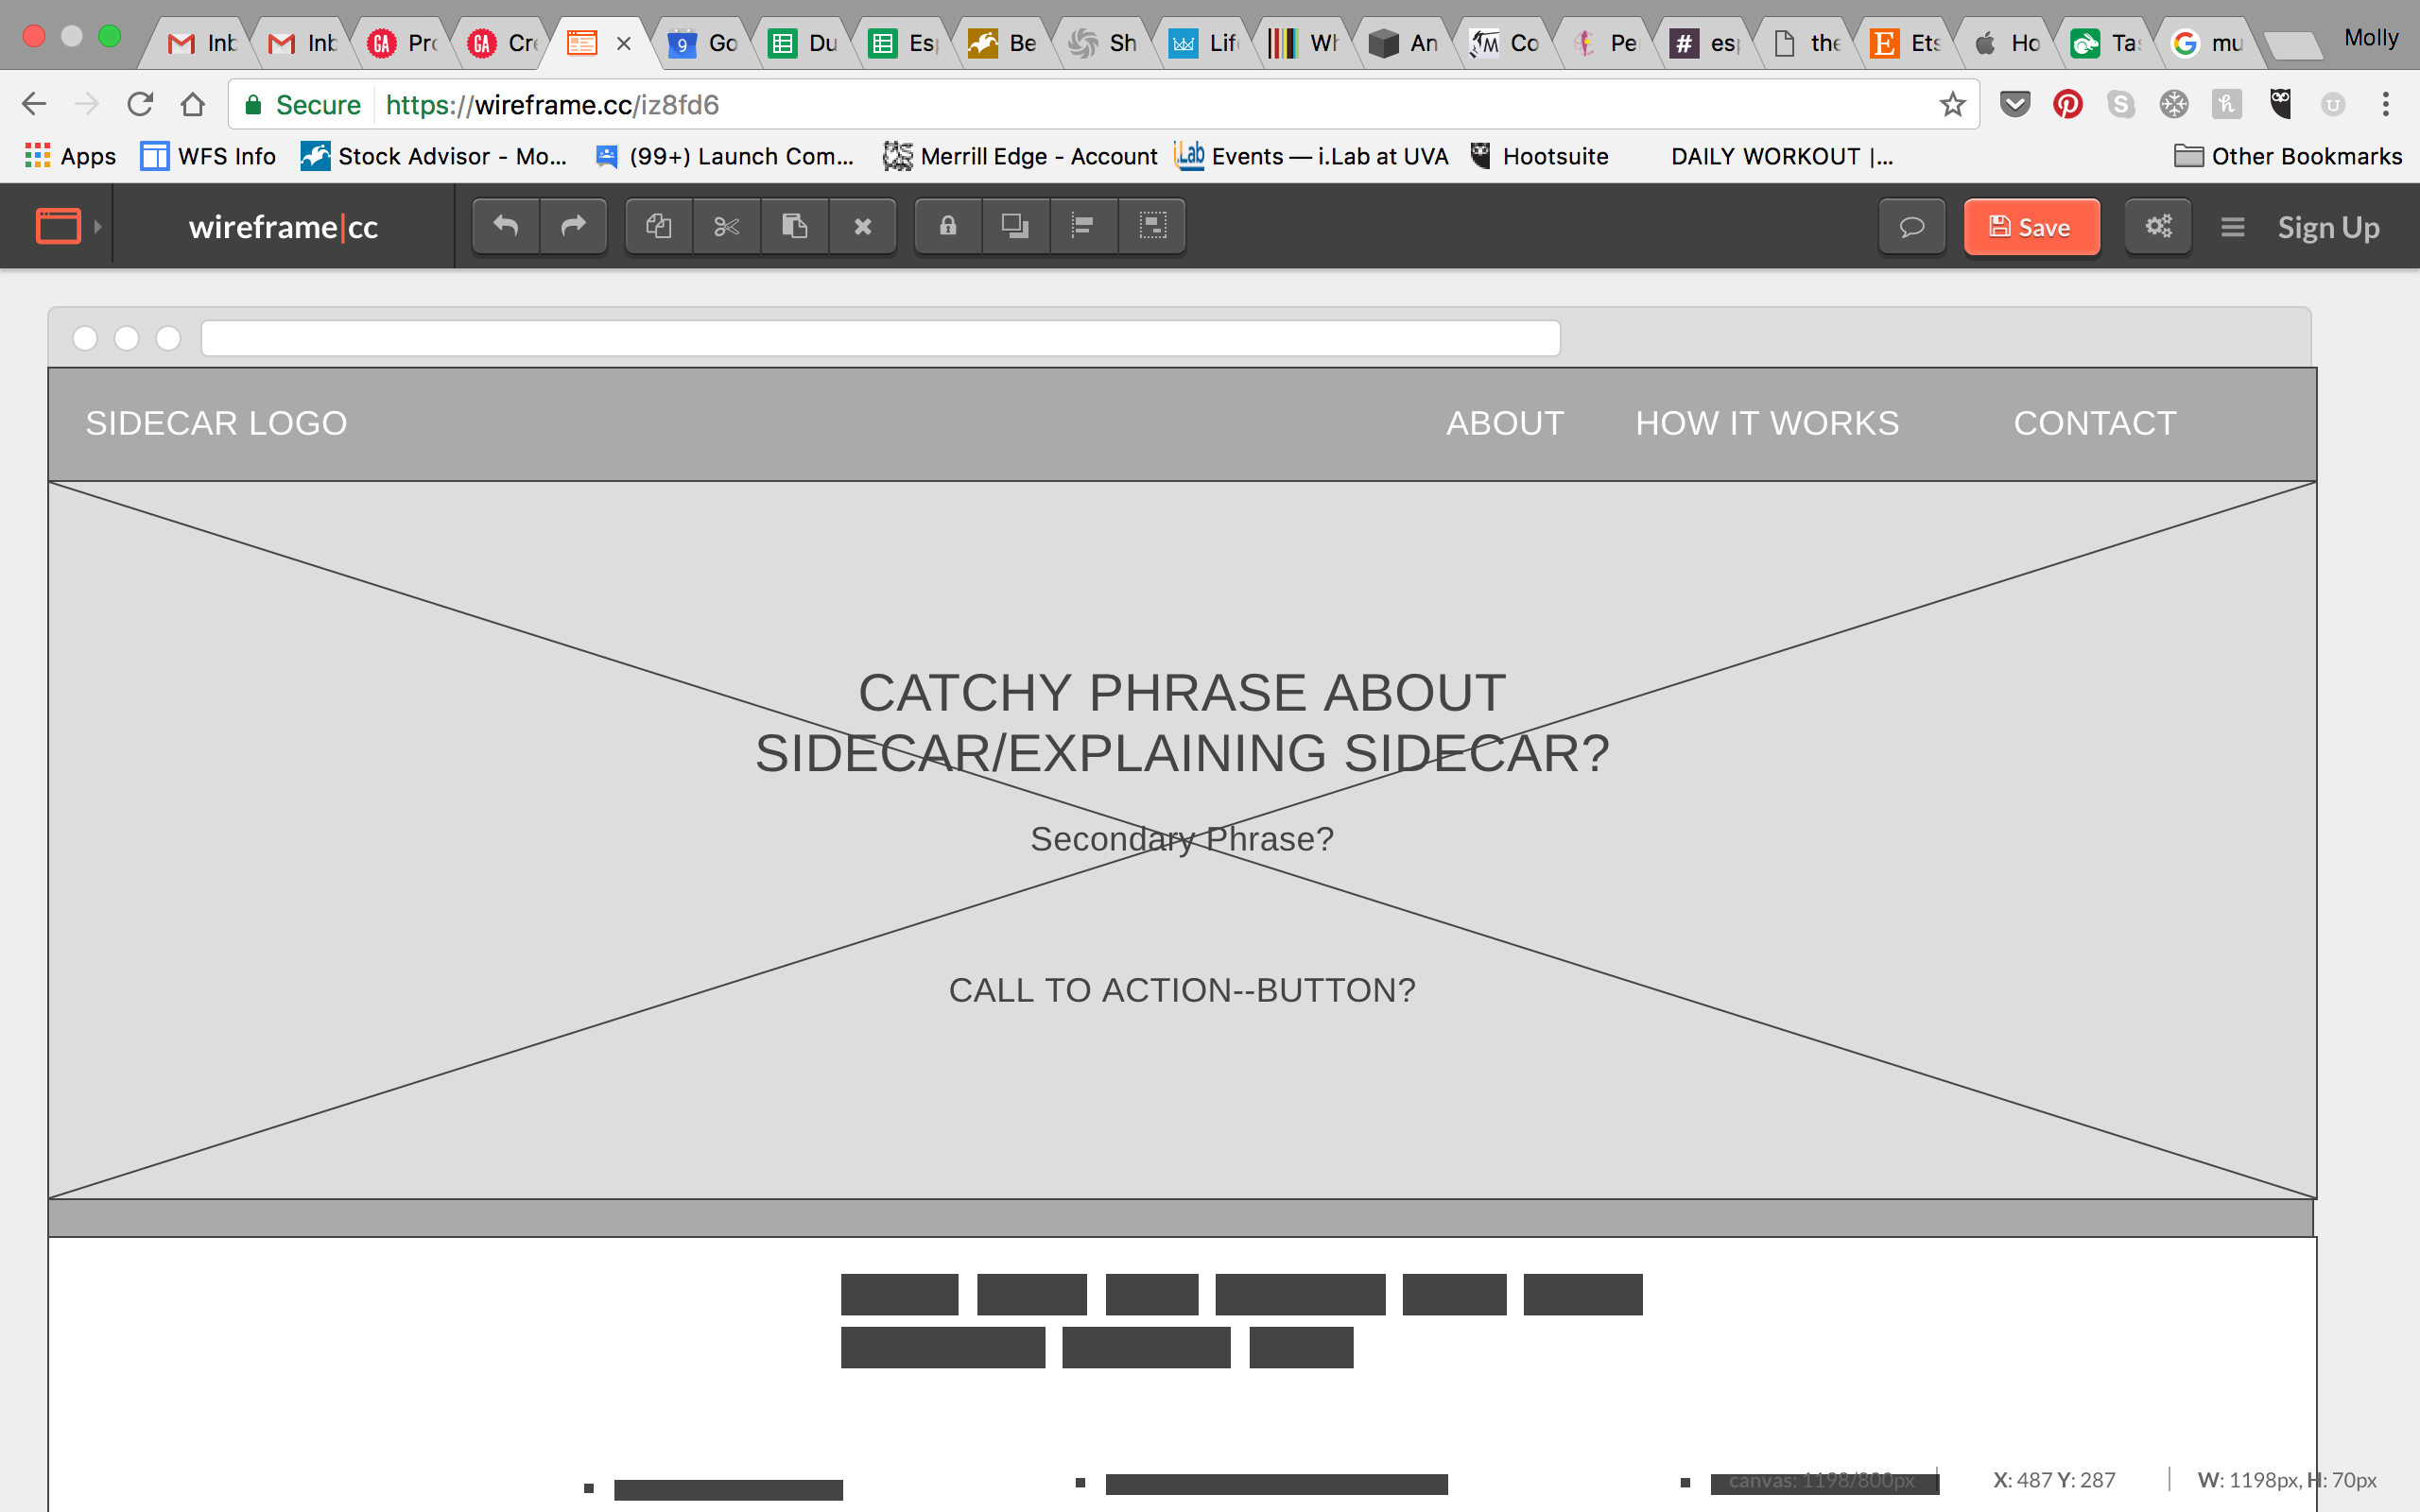 Inb Inb Pro Cre Go Du Es Be Sh Lif Wh An Co Pe esp the Ets Ho Ta mu Molly
Secure https://wireframe.cc/iz8fd6
Apps WFS Info Stock Advisor - Mo... (99+) Launch Com... Merrill Edge - Account Events — i.Lab at UVA Hootsuite DAILY WORKOUT |... Other Bookmarks
wireframe|cc Save Sign Up
SIDECAR LOGO ABOUT HOW IT WORKS CONTACT
CATCHY PHRASE ABOUT
SIDECAR/EXPLAINING SIDECAR?
Secondary Phrase?
CALL TO ACTION--BUTTON?
canvas: 1198/800px X: 487 Y: 287 W: 1198px, H: 70px